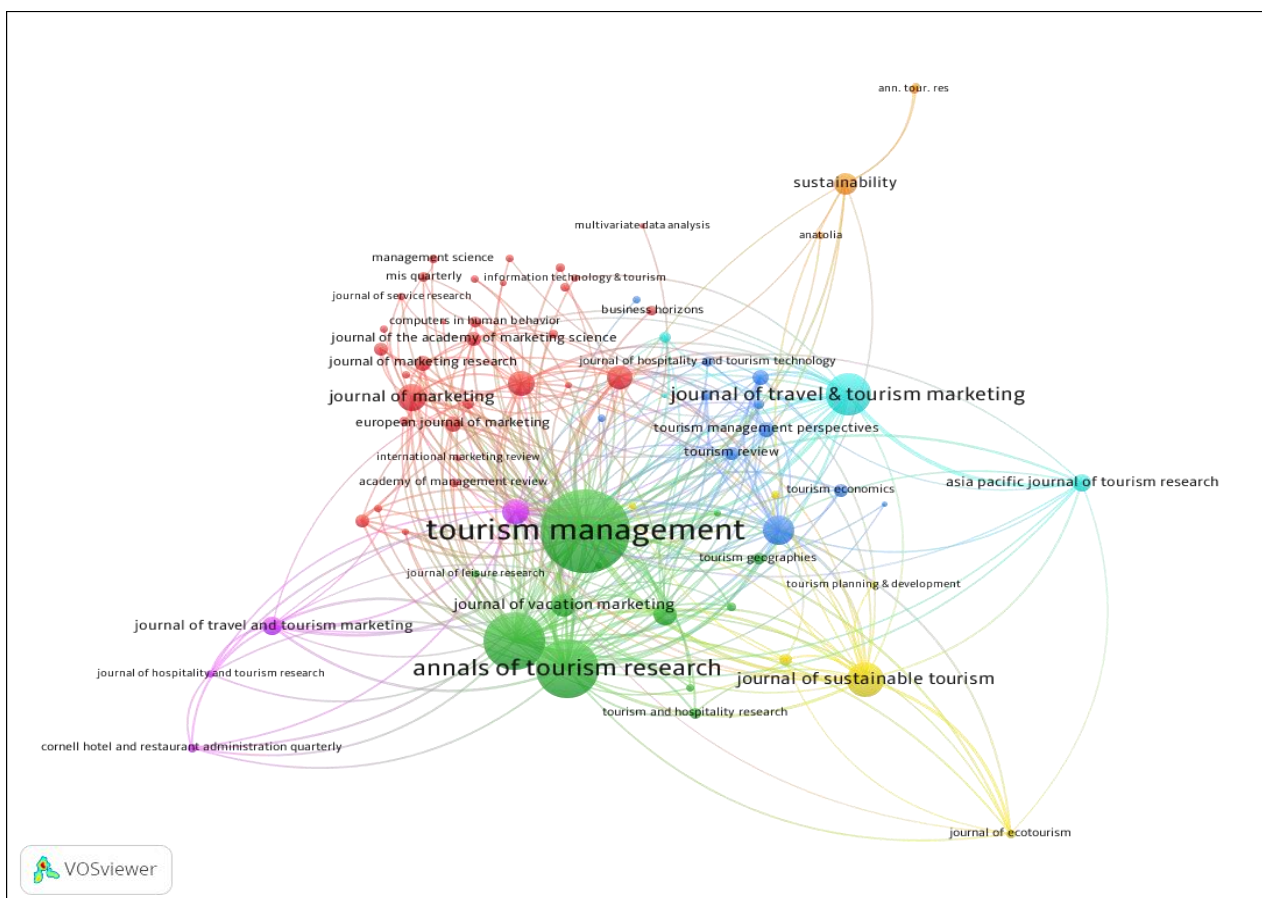 ann. tour. res
sustainability
multivariate data analysis
anatolia
management science
mis quarterly
information technology & tourism
journal of service research
business horizons
computers in human behavior
journal of the academy of marketing science
journal of marketing research
journal of hospitality and tourism technology
journal of marketing
journal of travel & tourism marketing
european journal of marketing
tourism management perspectives
tourism review
international marketing review
academy of management review
asia pacific journal of tourism research
tourism economics
tourism management
tourism geographies
journal of leisure research
tourism planning & development
journal of vacation marketing
journal of travel and tourism marketing
annals of tourism research
journal of hospitality and tourism research
journal of sustainable tourism
tourism and hospitality research
cornell hotel and restaurant administration quarterly
journal of ecotourism
VOSviewer